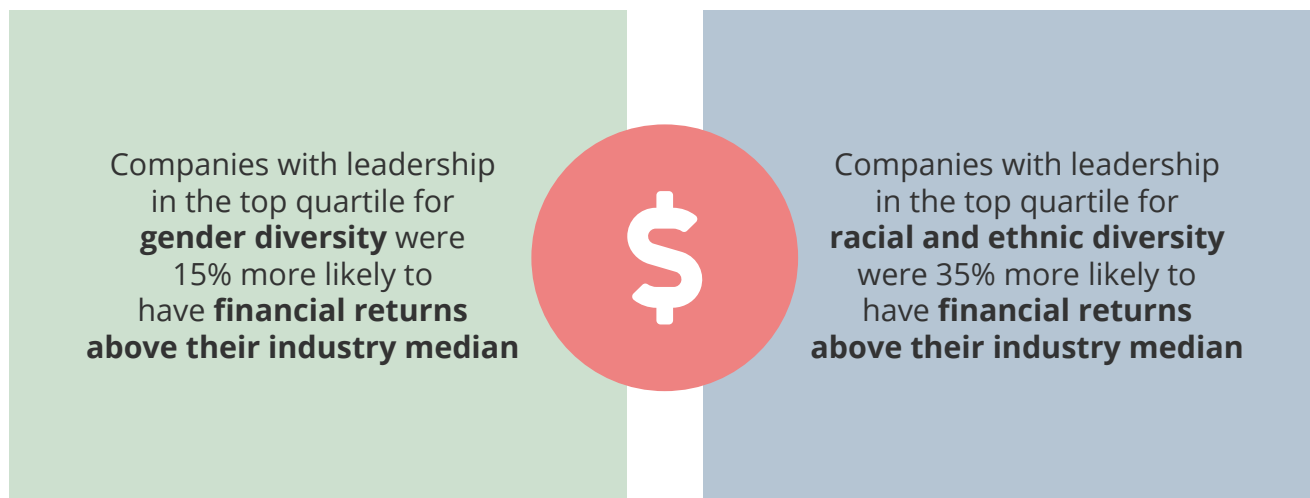 Companies with leadership
in the top quartile for
gender diversity were
15% more likely to
have financial returns
above their industry median
$
Companies with leadership
in the top quartile for
racial and ethnic diversity
were 35% more likely to
have financial returns
above their industry median